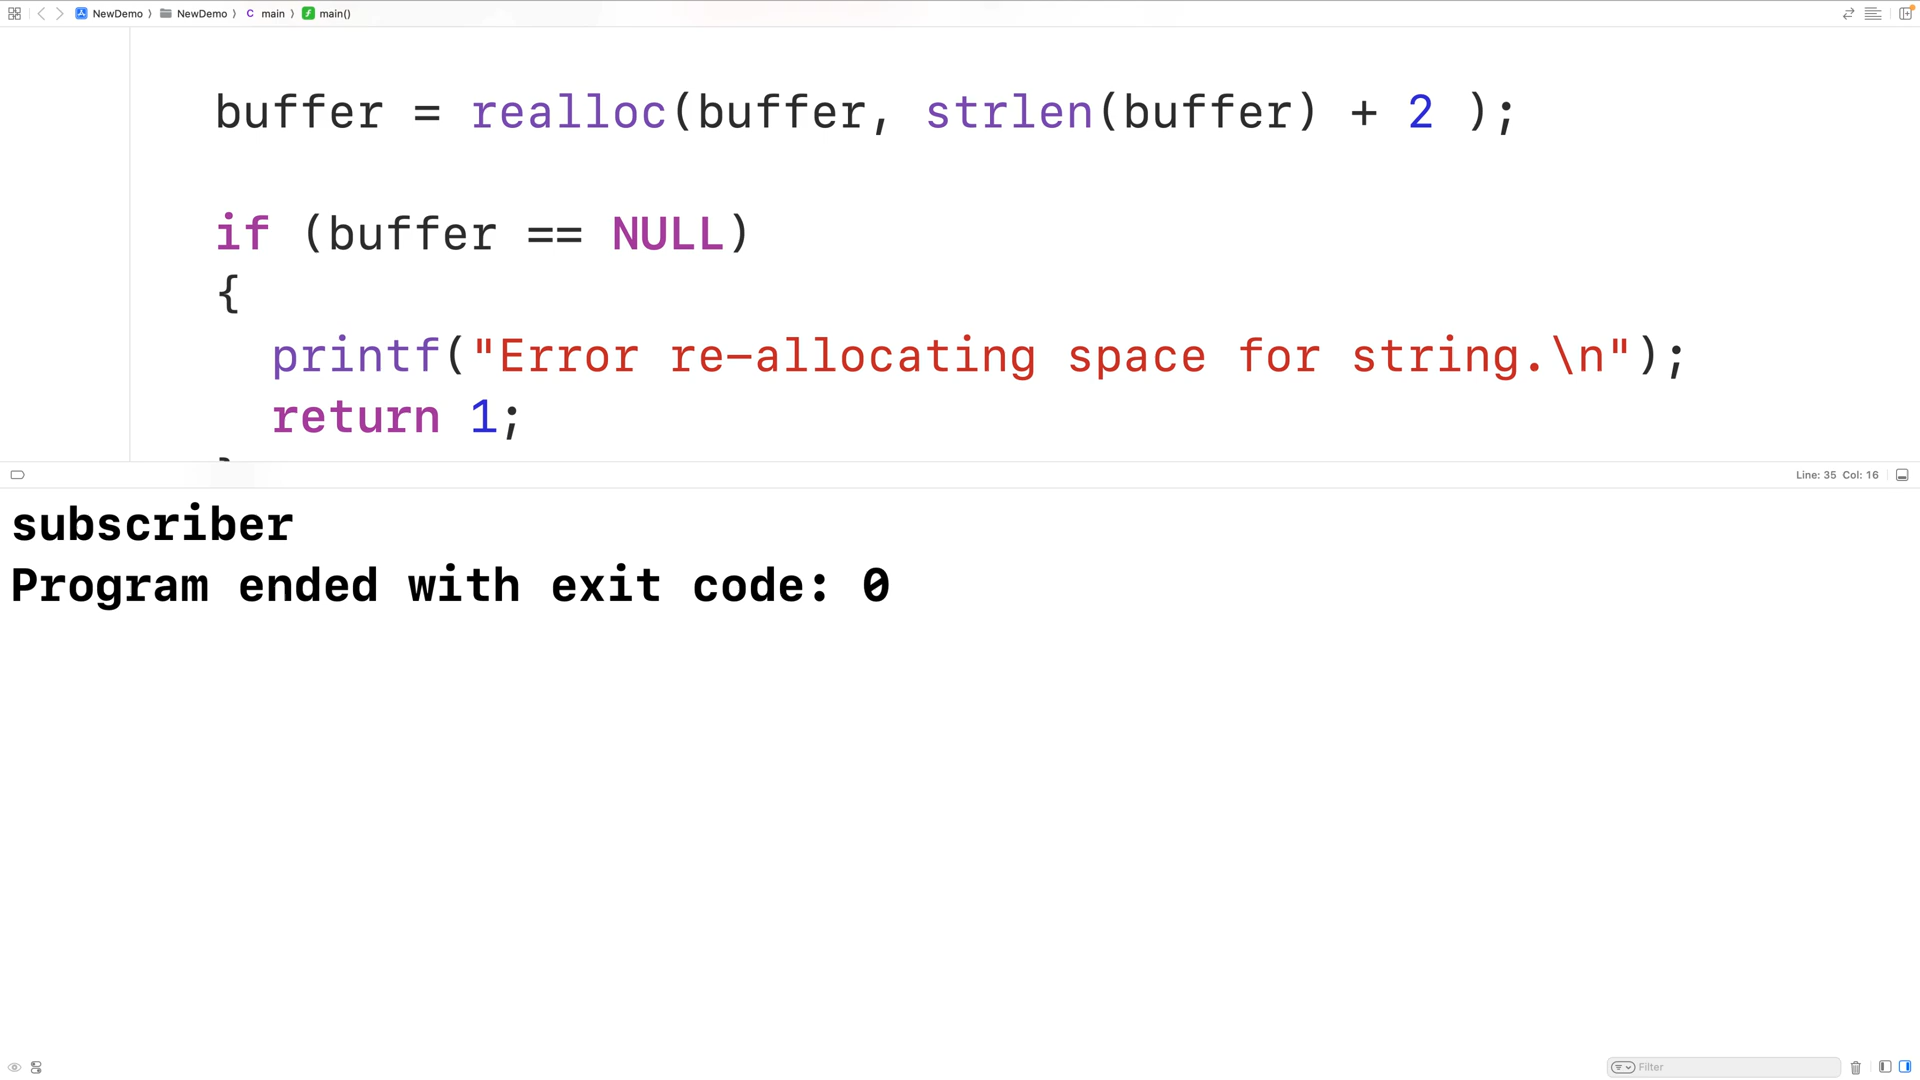 NewDemo 〉 NewDemo 〉 C main 〉 f main()
buffer = realloc(buffer, strlen(buffer) + 2 );
if (buffer == NULL)
{
printf("Error re-allocating space for string.\n");
return 1;
Line: 35 Col: 16
subscriber
Program ended with exit code: 0
Filter